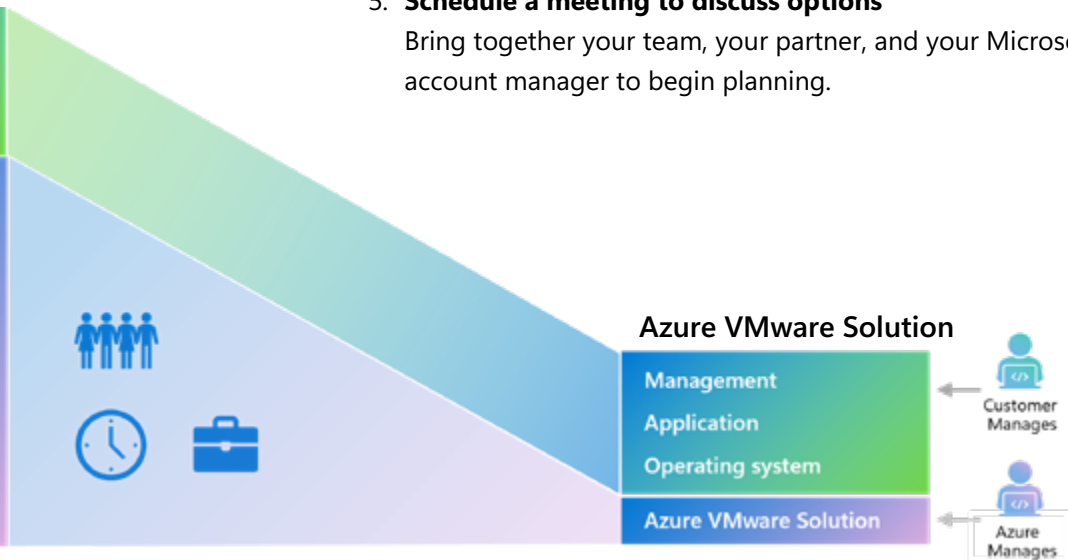 5. Schedule a meeting to discuss options
Bring together your team, your partner, and your
account manager to begin planning.
Azure VMware Solution
Management
Application
Operating system
Azure VMware Solution
Customer
Manages
Azure
Manages